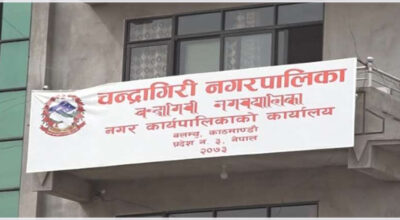 चन्द्रागिरी नगरपालिका
नगर कार्यपालिकाको कार्यालय
बलम्बु, काठमाण्डौ
प्रदेश नं. ३, नेपाल
२०७३